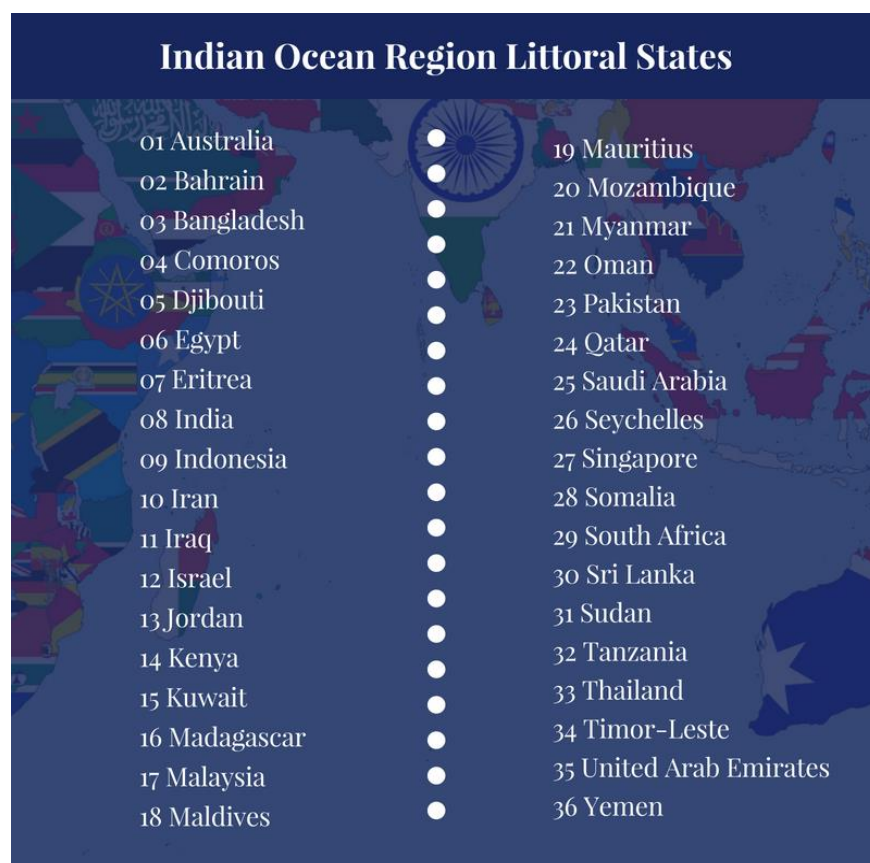 Indian Ocean Region Littoral States
01 Australia
02 Bahrain
03 Bangladesh
04 Comoros
05 Djibouti
06 Egypt
07 Eritrea
08 India
09 Indonesia
10 Iran
11 Iraq
12 Israel
13 Jordan
14 Kenya
15 Kuwait
16 Madagascar
17 Malaysia
18 Maldives
19 Mauritius
20 Mozambique
21 Myanmar
22 Oman
23 Pakistan
24 Qatar
25 Saudi Arabia
26 Seychelles
27 Singapore
28 Somalia
29 South Africa
30 Sri Lanka
31 Sudan
32 Tanzania
33 Thailand
34 Timor-Leste
35 United Arab Emirates
36 Yemen